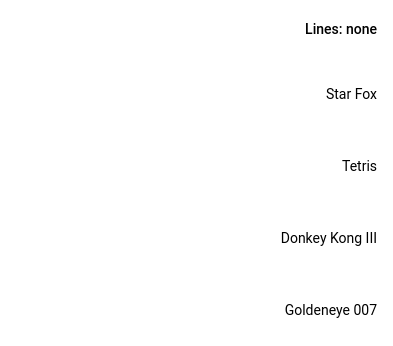 Lines: none
Star Fox
Tetris
Donkey Kong III
Goldeneye 007